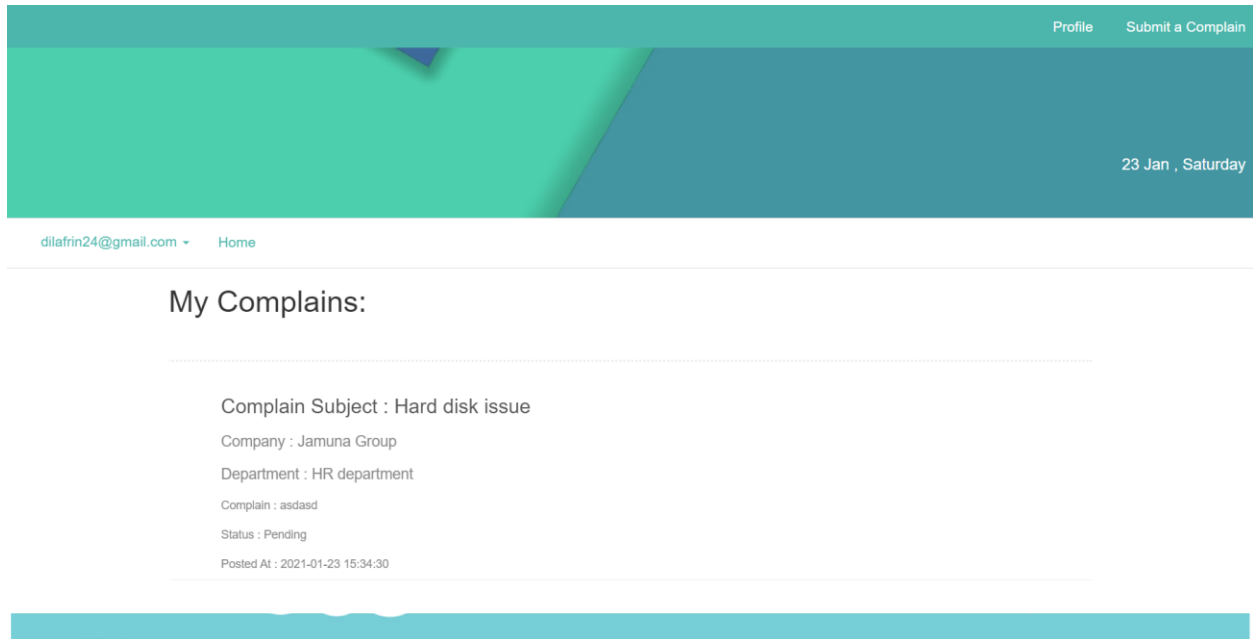 Profile Submit a Complain
23 Jan , Saturday
dilafrin24@gmail.com Home
My Complains:
Complain Subject : Hard disk issue
Company : Jamuna Group
Department : HR department
Complain : asdasd
Status : Pending
Posted At : 2021-01-23 15:34:30